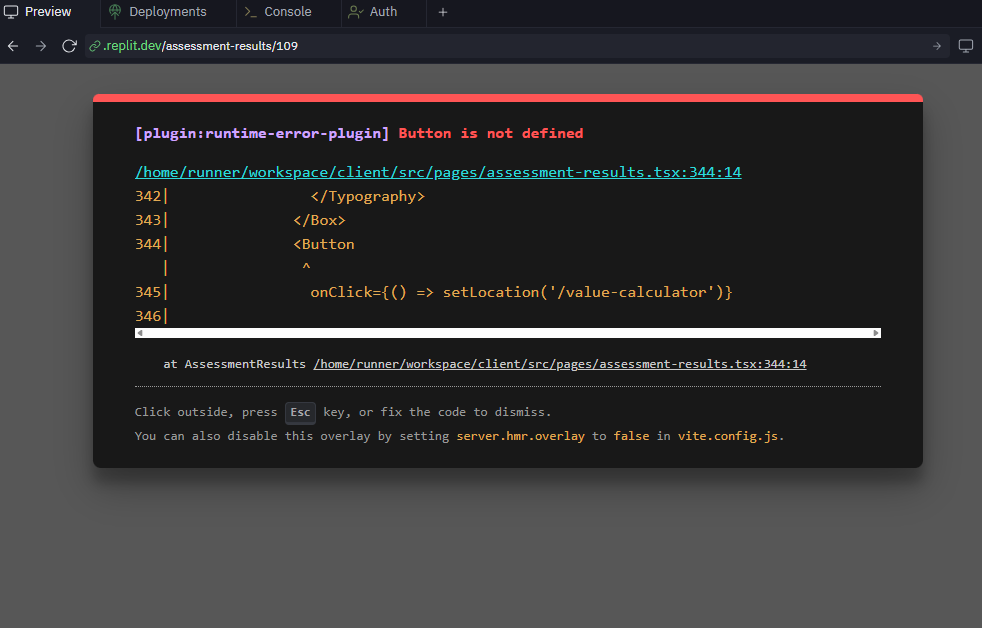 Preview Deployments Console Auth +
.replit.dev/assessment-results/109
[plugin:runtime-error-plugin] Button is not defined
/home/runner/workspace/client/src/pages/assessment-results.tsx:344:14
342|                </Typography>
343|              </Box>
344|              <Button
   |               ^
345|                onClick={() => setLocation('/value-calculator')}
346|
at AssessmentResults /home/runner/workspace/client/src/pages/assessment-results.tsx:344:14
Click outside, press Esc key, or fix the code to dismiss.
You can also disable this overlay by setting server.hmr.overlay to false in vite.config.js.